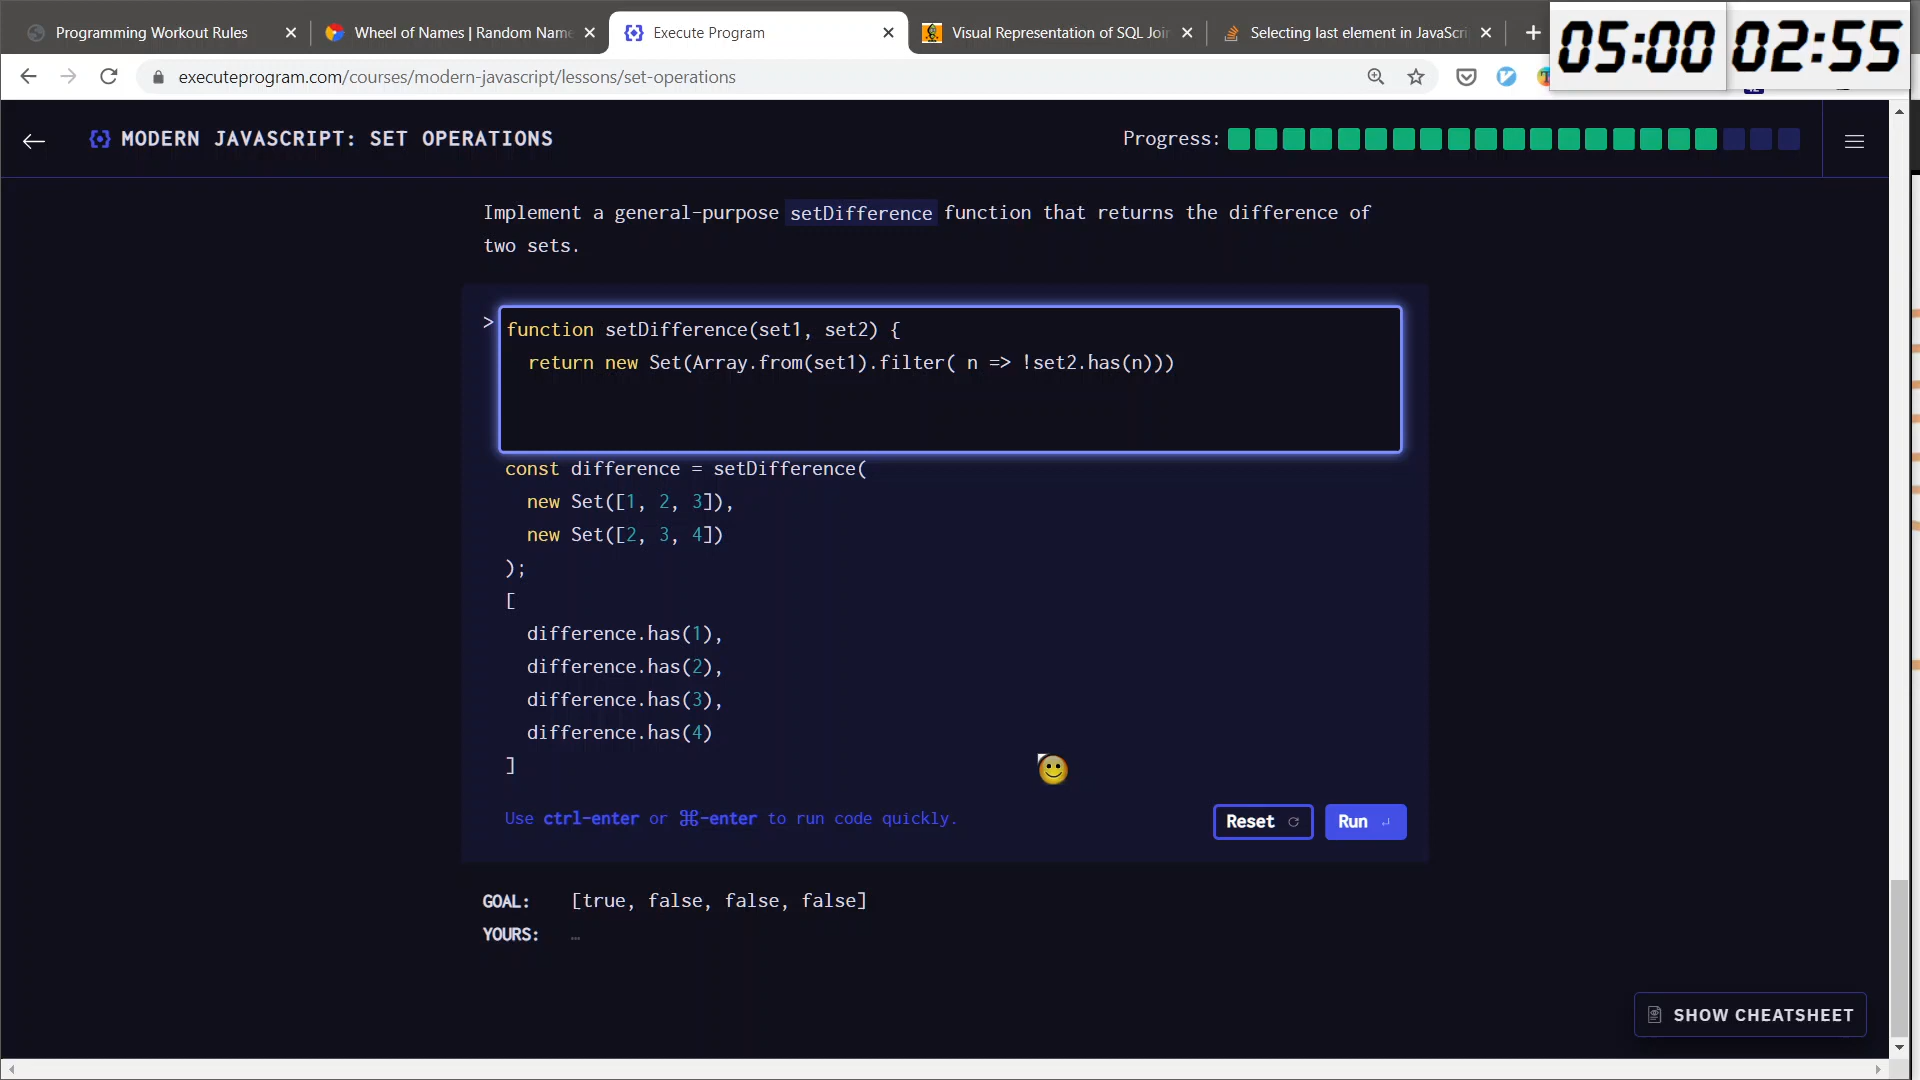 Programming Workout Rules
Wheel of Names | Random Name
Execute Program
Visual Representation of SQL Join
Selecting last element in JavaScri
05:00
02:55
executeprogram.com/courses/modern-javascript/lessons/set-operations
MODERN JAVASCRIPT: SET OPERATIONS
Progress:
Implement a general-purpose setDifference function that returns the difference of
two sets.
>
function setDifference(set1, set2) {
  return new Set(Array.from(set1).filter( n => !set2.has(n)))
const difference = setDifference(
  new Set([1, 2, 3]),
  new Set([2, 3, 4])
);
[
  difference.has(1),
  difference.has(2),
  difference.has(3),
  difference.has(4)
]
Use ctrl-enter or ⌘-enter to run code quickly.
Reset
Run
GOAL: [true, false, false, false]
YOURS: …
SHOW CHEATSHEET